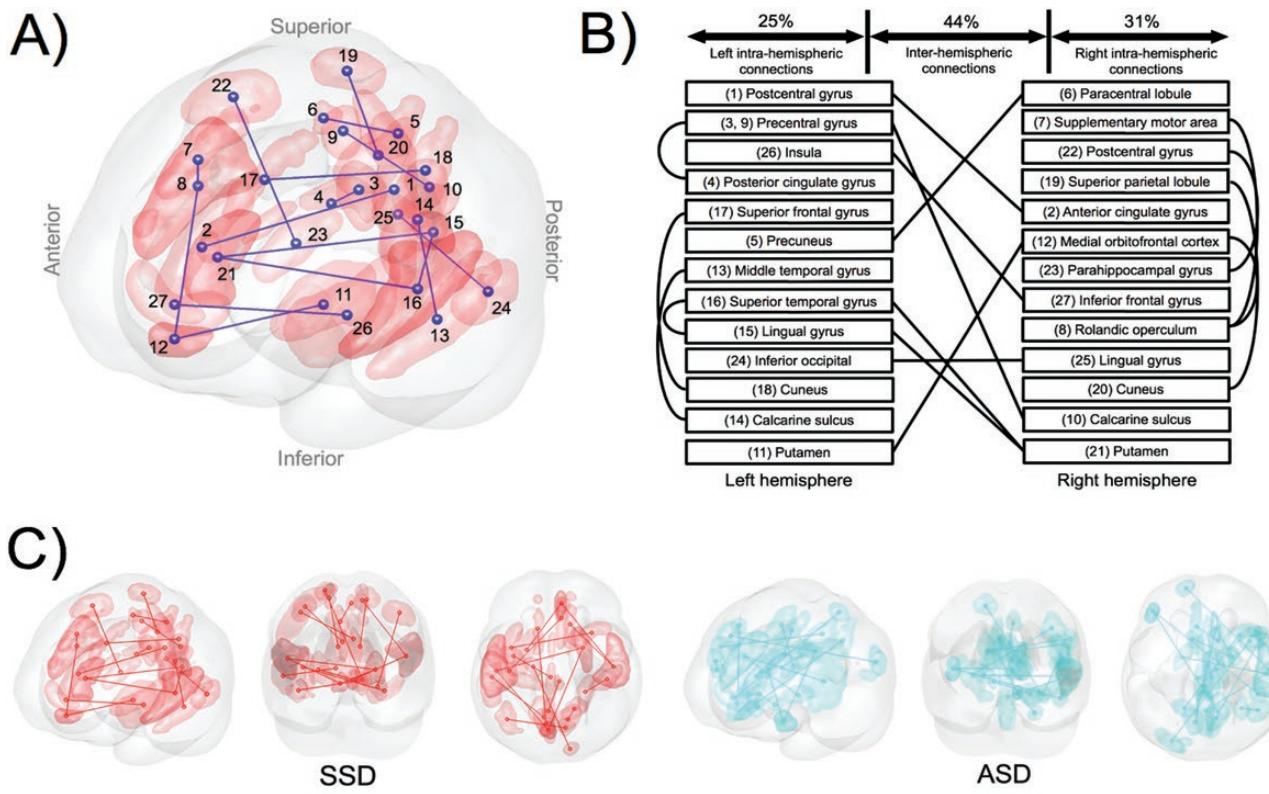 A)
Superior
Anterior
Posterior
Inferior
19
22
6
5
9
20
7
18
8
17
3
1
10
4
25
14
15
2
23
21
16
27
11
24
26
13
12
B)
25%
44%
31%
Left intra-hemispheric
connections
Inter-hemispheric
connections
Right intra-hemispheric
connections
(1) Postcentral gyrus
(3, 9) Precentral gyrus
(26) Insula
(4) Posterior cingulate gyrus
(17) Superior frontal gyrus
(5) Precuneus
(13) Middle temporal gyrus
(16) Superior temporal gyrus
(15) Lingual gyrus
(24) Inferior occipital
(18) Cuneus
(14) Calcarine sulcus
(11) Putamen
Left hemisphere
(6) Paracentral lobule
(7) Supplementary motor area
(22) Postcentral gyrus
(19) Superior parietal lobule
(2) Anterior cingulate gyrus
(12) Medial orbitofrontal cortex
(23) Parahippocampal gyrus
(27) Inferior frontal gyrus
(8) Rolandic operculum
(25) Lingual gyrus
(20) Cuneus
(10) Calcarine sulcus
(21) Putamen
Right hemisphere
C)
SSD
ASD